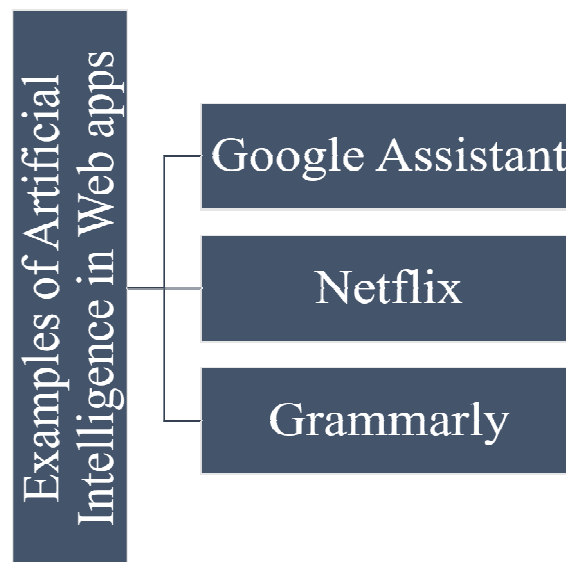 Examples of Artificial
Intelligence in Web apps
Google Assistant
Netflix
Grammarly